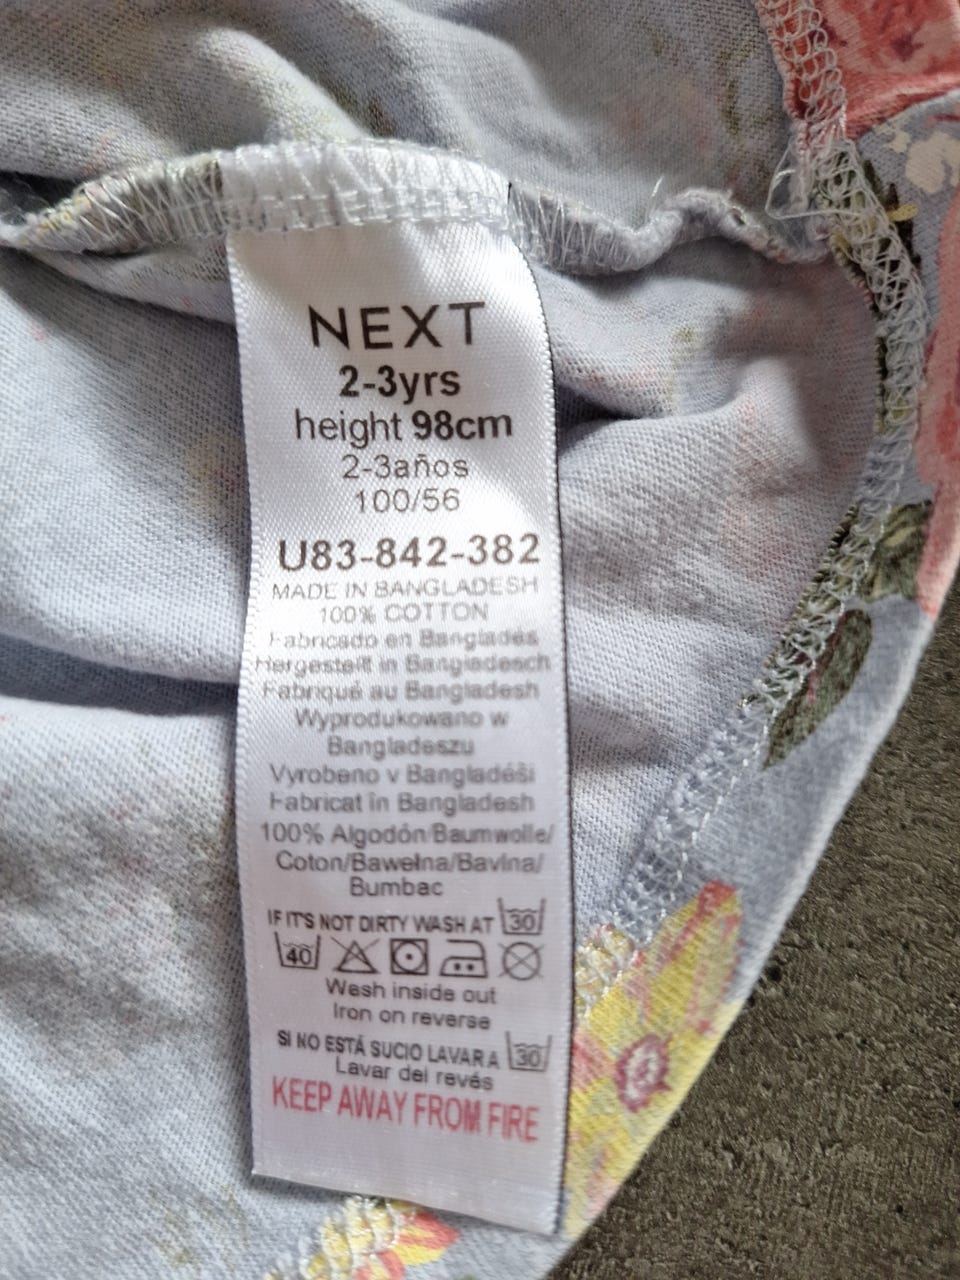 NEXT
2-3yrs
height 98cm
2-3años
100/56
U83-842-382
MADE IN BANGLADESH
100% COTTON
Fabricado en Bangladés
Hergestellt in Bangladesch
Fabriqué au Bangladesh
Wyprodukowano w
Bangladeszu
Vyrobeno v Bangladéši
Fabricat în Bangladesh
100% Algodón/Baumwolle/
Coton/Bawełna/Bavlna/
Bumbac
IF IT'S NOT DIRTY WASH AT 30
40
Wash inside out
Iron on reverse
SI NO ESTÁ SUCIO LAVAR A 30
Lavar del revés
KEEP AWAY FROM FIRE